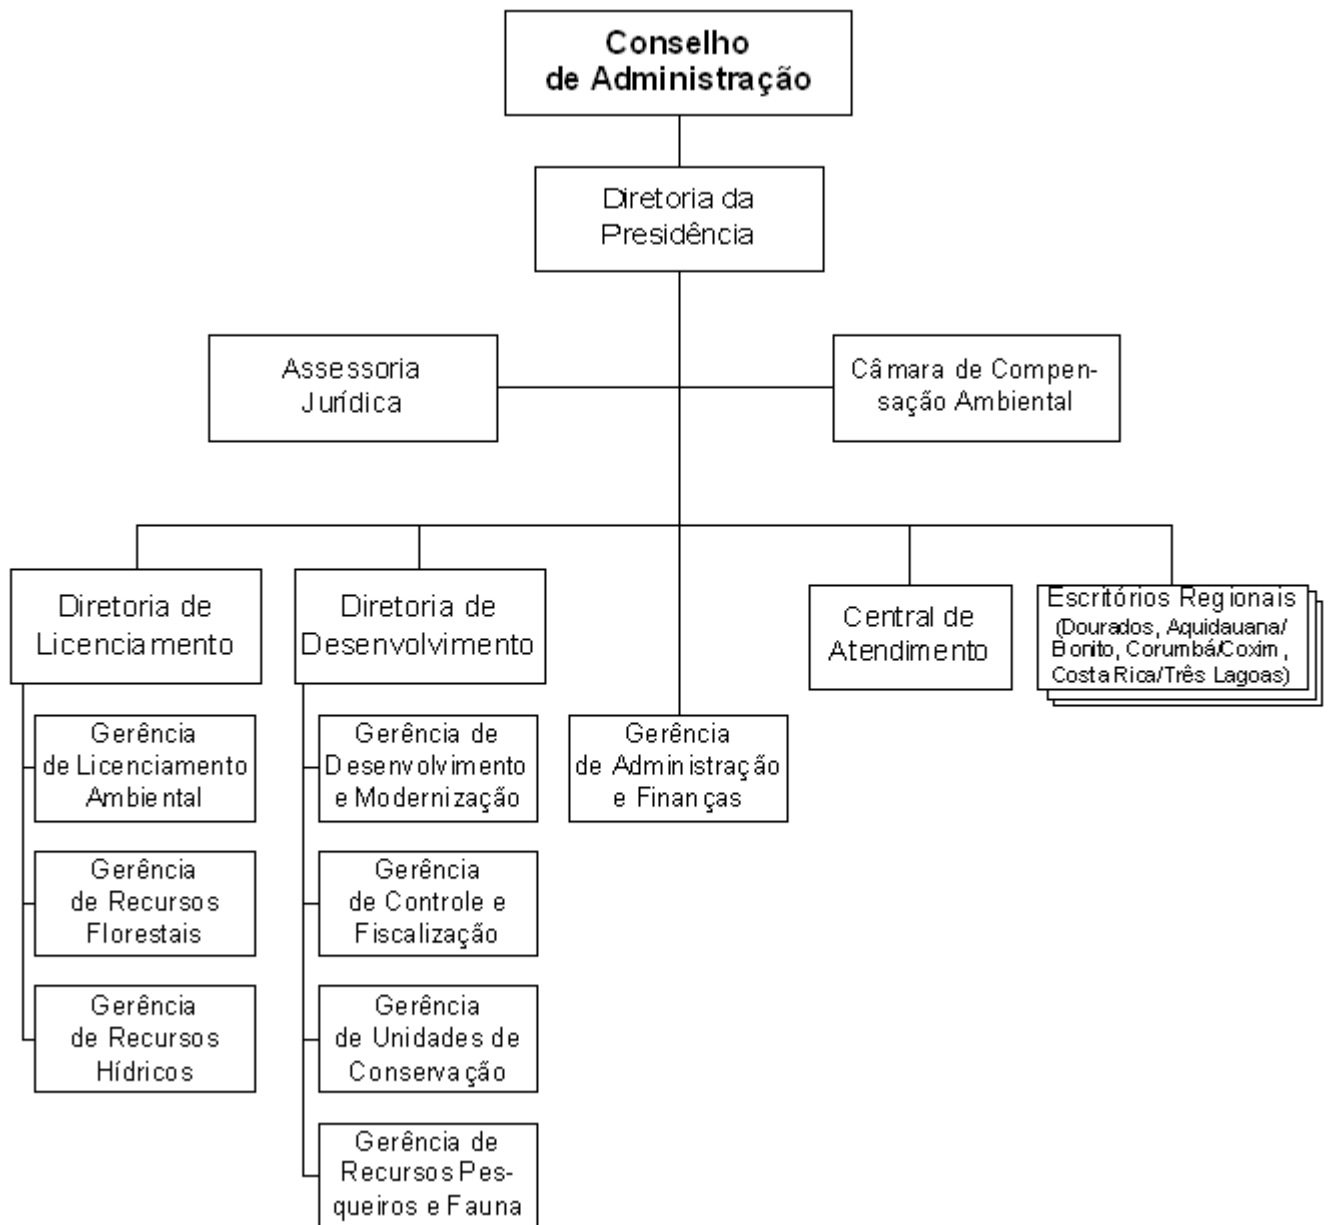 Conselho
de Administração
Diretoria da
Presidência
Assessoria
Jurídica
Câmara de Compen-
sação Ambiental
Diretoria de
Licenciamento
Diretoria de
Desenvolvimento
Central de
Atendimento
Escritórios Regionais
(Dourados, Aquidauana/
Bonito, Corumbá/Coxim,
Costa Rica/Três Lagoas)
Gerência
de Licenciamento
Ambiental
Gerência de
Desenvolvimento
e Modernização
Gerência
de Administração
e Finanças
Gerência
de Recursos
Florestais
Gerência
de Controle e
Fiscalização
Gerência
de Recursos
Hídricos
Gerência
de Unidades de
Conservação
Gerência de
Recursos Pes-
queiros e Fauna